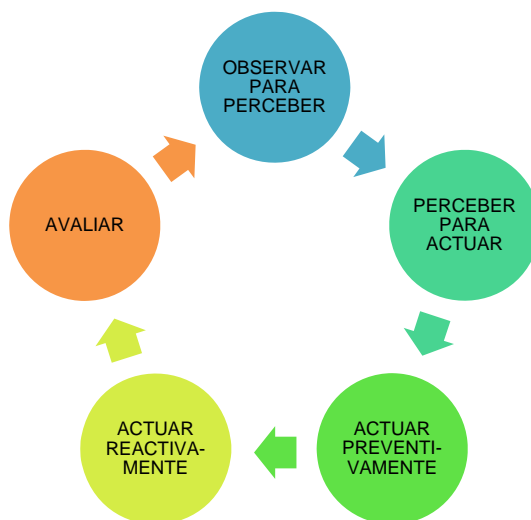 OBSERVAR
PARA
PERCEBER
PERCEBER
PARA
ACTUAR
ACTUAR
PREVENTI-
VAMENTE
ACTUAR
REACTIVA-
MENTE
AVALIAR